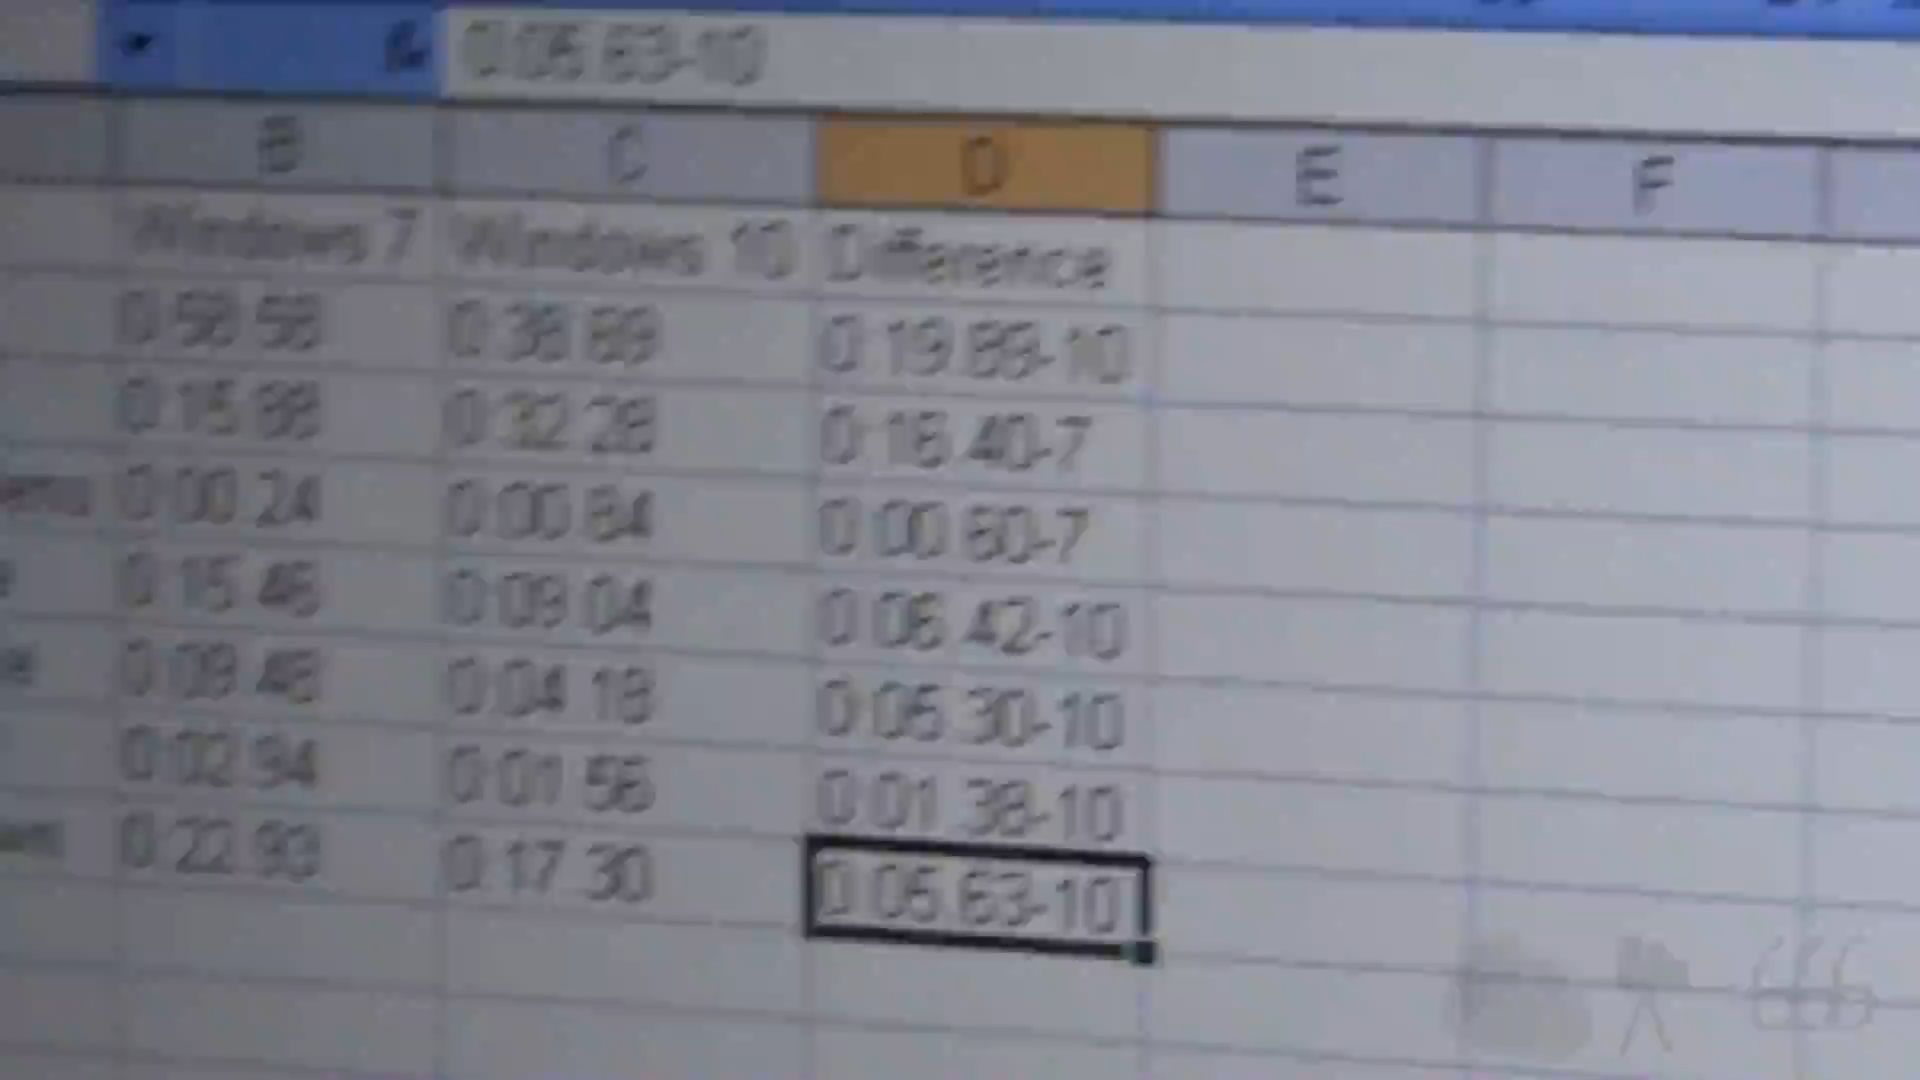 0 05 63-10
B C D E F
Windows 7 Windows 10 Difference
0 58 58 0 38 69 0 19 89-10
0 15 88 0 32 28 0 16 40-7
0 00 24 0 00 84 0 00 60-7
0 15 46 0 09 04 0 06 42-10
0 09 48 0 04 18 0 05 30-10
0 02 94 0 01 56 0 01 38-10
0 22 93 0 17 30 0 05 63-10
666